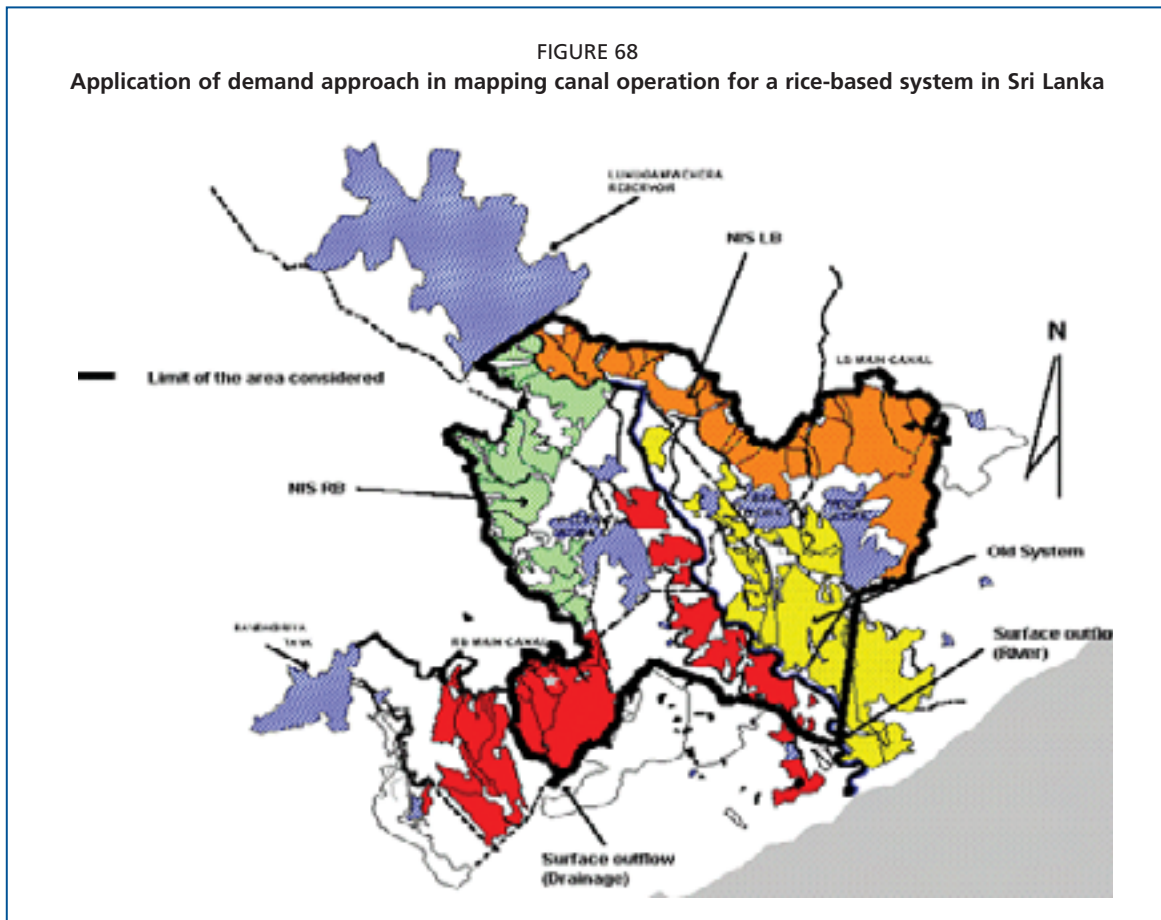 FIGURE 68
Application of demand approach in mapping canal operation for a rice-based system in Sri Lanka
RESERVOIR
NIS LB
N
LB MAIN CANAL
Limit of the area considered
NIS RB
Old System
RB MAIN CANAL
Surface outflo
(River)
Surface outflow
(Drainage)